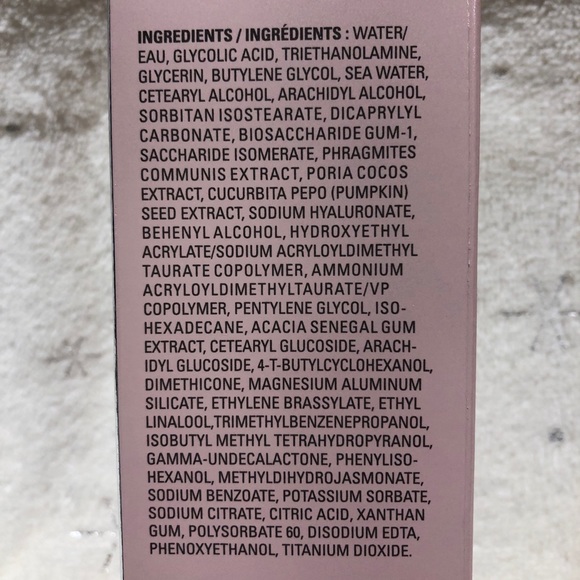 INGREDIENTS / INGRÉDIENTS : WATER/
EAU, GLYCOLIC ACID, TRIETHANOLAMINE,
GLYCERIN, BUTYLENE GLYCOL, SEA WATER,
CETEARYL ALCOHOL, ARACHIDYL ALCOHOL,
SORBITAN ISOSTEARATE, DICAPRYLYL
CARBONATE, BIOSACCHARIDE GUM-1,
SACCHARIDE ISOMERATE, PHRAGMITES
COMMUNIS EXTRACT, PORIA COCOS
EXTRACT, CUCURBITA PEPO (PUMPKIN)
SEED EXTRACT, SODIUM HYALURONATE,
BEHENYL ALCOHOL, HYDROXYETHYL
ACRYLATE/SODIUM ACRYLOYLDIMETHYL
TAURATE COPOLYMER, AMMONIUM
ACRYLOYLDIMETHYLTAURATE/VP
COPOLYMER, PENTYLENE GLYCOL, ISO-
HEXADECANE, ACACIA SENEGAL GUM
EXTRACT, CETEARYL GLUCOSIDE, ARACH-
IDYL GLUCOSIDE, 4-T-BUTYLCYCLOHEXANOL,
DIMETHICONE, MAGNESIUM ALUMINUM
SILICATE, ETHYLENE BRASSYLATE, ETHYL
LINALOOL,TRIMETHYLBENZENEPROPANOL,
ISOBUTYL METHYL TETRAHYDROPYRANOL,
GAMMA-UNDECALACTONE, PHENYLISO-
HEXANOL, METHYLDIHYDROJASMONATE,
SODIUM BENZOATE, POTASSIUM SORBATE,
SODIUM CITRATE, CITRIC ACID, XANTHAN
GUM, POLYSORBATE 60, DISODIUM EDTA,
PHENOXYETHANOL, TITANIUM DIOXIDE.